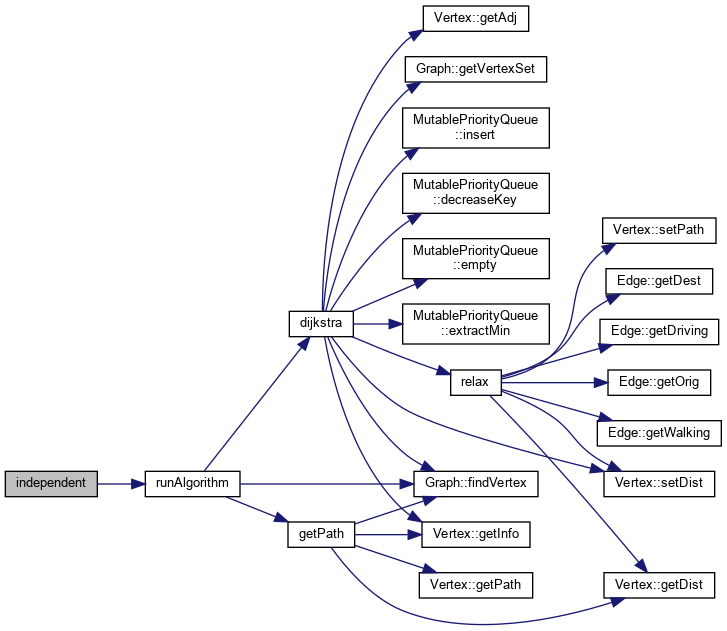 Vertex::getAdj
Graph::getVertexSet
MutablePriorityQueue
::insert
MutablePriorityQueue
::decreaseKey
MutablePriorityQueue
::empty
MutablePriorityQueue
::extractMin
dijkstra
relax
Vertex::setPath
Edge::getDest
Edge::getDriving
Edge::getOrig
Edge::getWalking
Vertex::setDist
independent
runAlgorithm
Graph::findVertex
getPath
Vertex::getInfo
Vertex::getPath
Vertex::getDist